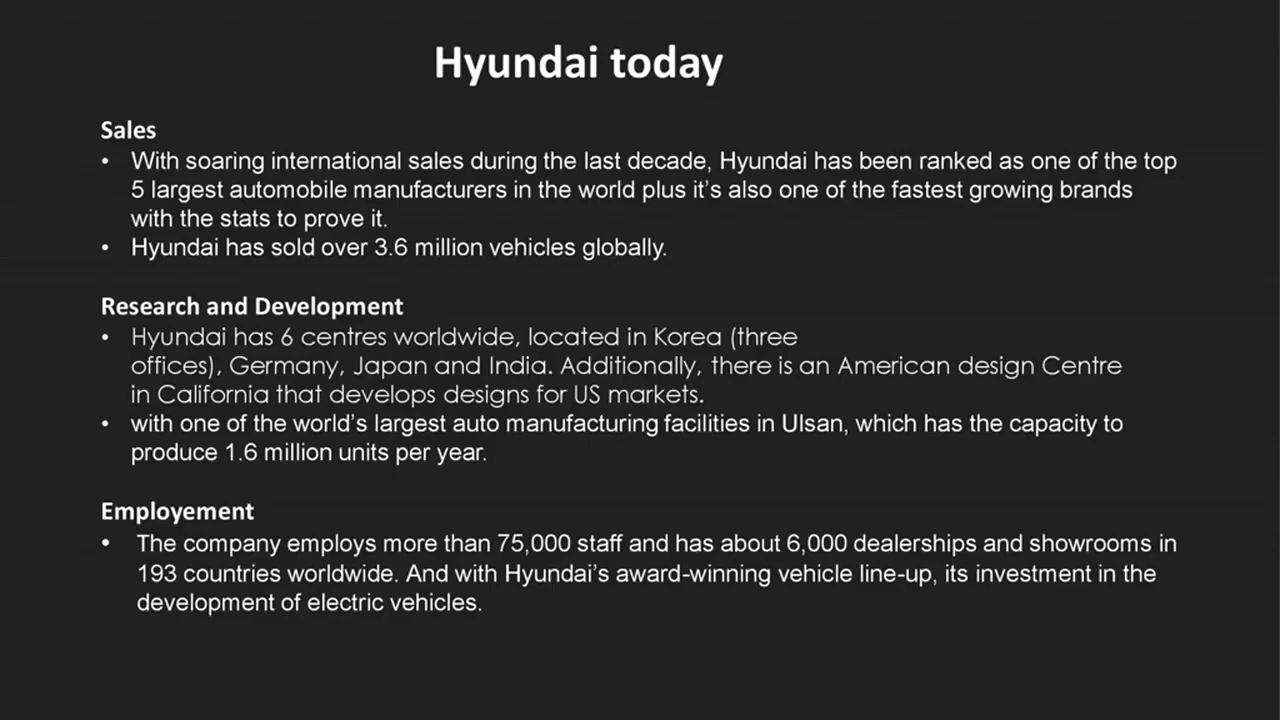 Hyundai today
Sales
• With soaring international sales during the last decade, Hyundai has been ranked as one of the top
5 largest automobile manufacturers in the world plus it's also one of the fastest growing brands
with the stats to prove it.
• Hyundai has sold over 3.6 million vehicles globally.
Research and Development
• Hyundai has 6 centres worldwide, located in Korea (three
offices), Germany, Japan and India. Additionally, there is an American design Centre
in California that develops designs for US markets.
• with one of the world's largest auto manufacturing facilities in Ulsan, which has the capacity to
produce 1.6 million units per year.
Employement
• The company employs more than 75,000 staff and has about 6,000 dealerships and showrooms in
193 countries worldwide. And with Hyundai's award-winning vehicle line-up, its investment in the
development of electric vehicles.